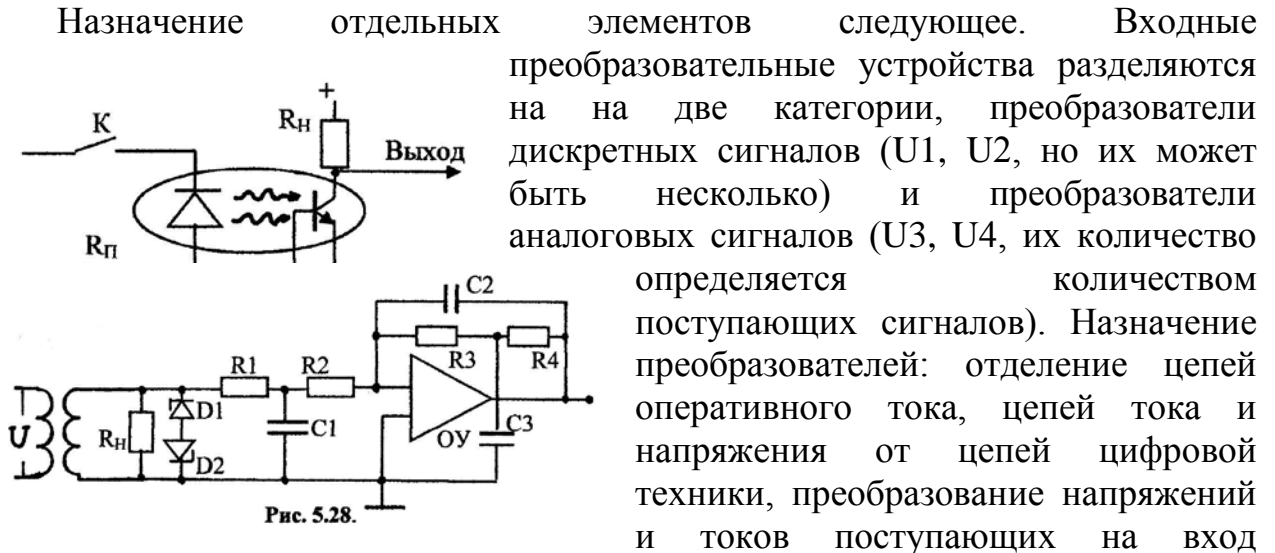 Назначение отдельных элементов следующее. Входные
преобразовательные устройства разделяются
на на две категории, преобразователи
дискретных сигналов (U1, U2, но их может
быть несколько) и преобразователи
аналоговых сигналов (U3, U4, их количество
определяется количеством
поступающих сигналов). Назначение
преобразователей: отделение цепей
оперативного тока, цепей тока и
напряжения от цепей цифровой
техники, преобразование напряжений
и токов поступающих на вход
+
RН
К
Выход
RП
C2
R1
R2
R3
R4
U
RН
D1
D2
C1
ОУ
C3
Рис. 5.28.